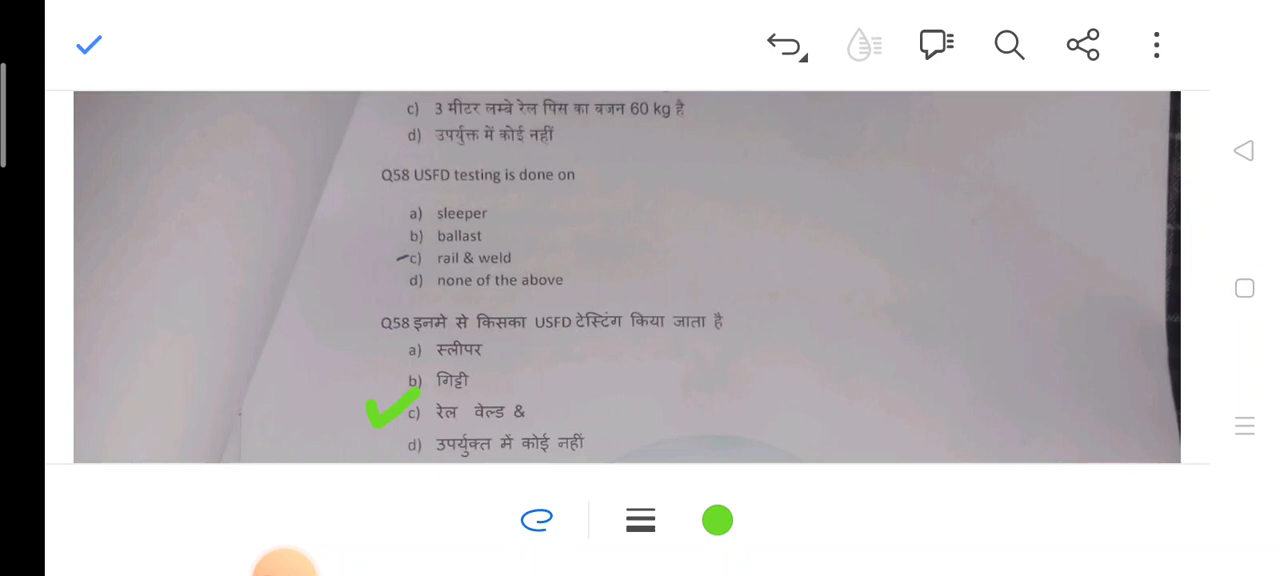 c) 3 मीटर लम्बे रेल पिस का वजन 60 kg है
d) उपर्युक्त में कोई नहीं
Q58 USFD testing is done on
a) sleeper
b) ballast
c) rail & weld
d) none of the above
Q58 इनमे से किसका USFD टेस्टिंग किया जाता है
a) स्लीपर
b) गिट्टी
c) रेल वेल्ड &
d) उपर्युक्त में कोई नहीं